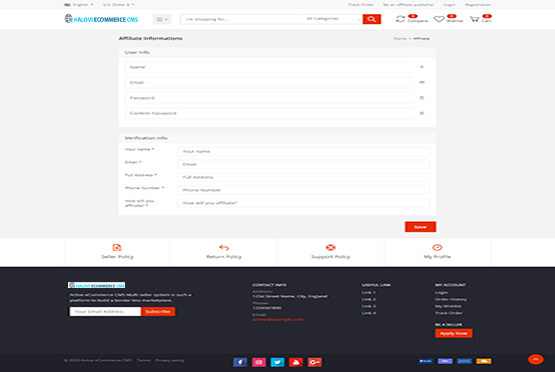 English U.S. Dollar $ Track Order Be an affiliate publisher Login Registration
HALOVI ECOMMERCE CMS I'm shopping for... All Categories 0 Compare 0 Wishlist 0 Cart
Affiliate Informations Home » Affiliate
User Info
Name
Email
Password
Confirm Password
Verification info
Your name * Your name
Email * Email
Full Address * Full Address
Phone Number * Phone Number
How will you affiliate? * How will you affiliate?
Save
Seller Policy Return Policy Support Policy My Profile
HALOVI ECOMMERCE CMS
Active eCommerce CMS Multi seller system is such a
platform to build a border less marketplace.
Your Email Address Subscribe
CONTACT INFO
Address:
1234 Street Name, City, England
Phone:
1234567890
Email:
USEFUL LINK
Link 1
Link 2
Link 3
Link 4
MY ACCOUNT
Login
Order History
My Wishlist
Track Order
BE A SELLER
Apply Now
© 2020 Active eCommerce CMS Terms Privacy policy